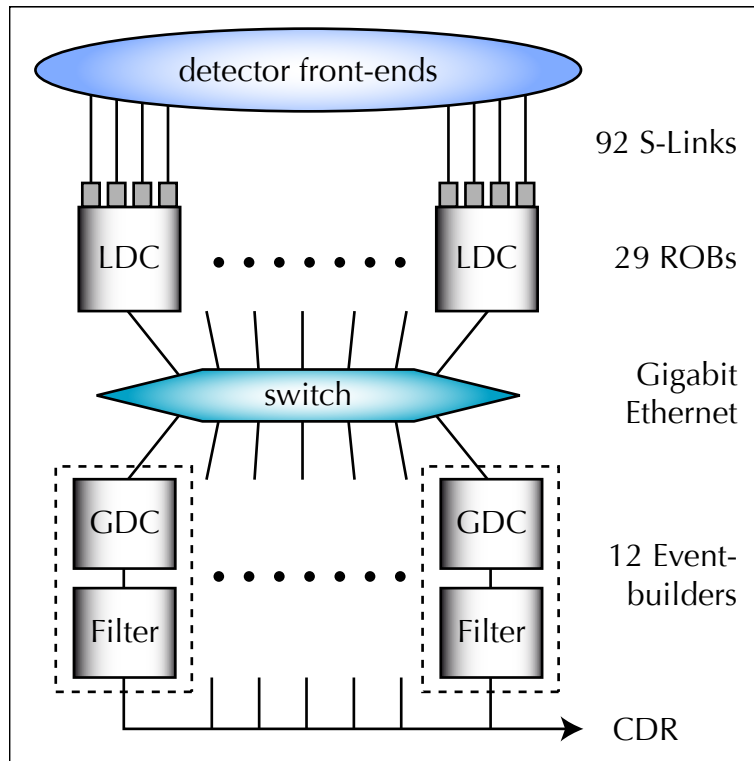 detector front-ends
92 S-Links
LDC
LDC
29 ROBs
switch
Gigabit
Ethernet
GDC
GDC
12 Event-
builders
Filter
Filter
CDR